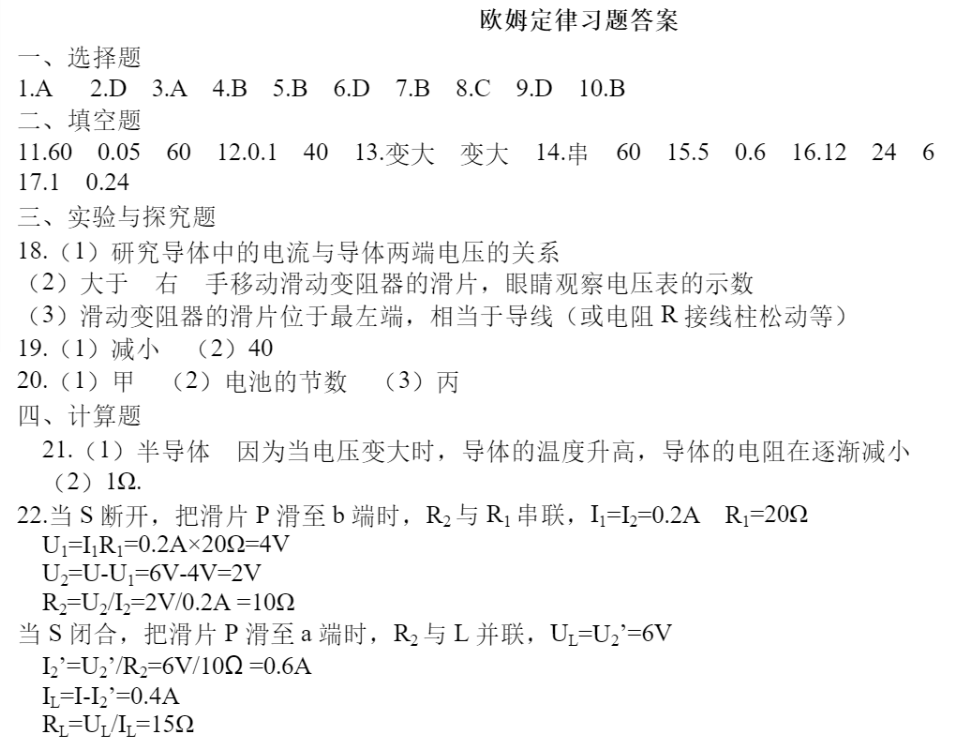 欧姆定律习题答案
一、选择题
1.A 2.D 3.A 4.B 5.B 6.D 7.B 8.C 9.D 10.B
二、填空题
11.60 0.05 60 12.0.1 40 13.变大 变大 14.串 60 15.5 0.6 16.12 24 6
17.1 0.24
三、实验与探究题
18.（1）研究导体中的电流与导体两端电压的关系
（2）大于 右 手移动滑动变阻器的滑片，眼睛观察电压表的示数
（3）滑动变阻器的滑片位于最左端，相当于导线（或电阻 R 接线柱松动等）
19.（1）减小 （2）40
20.（1）甲 （2）电池的节数 （3）丙
四、计算题
21.（1）半导体 因为当电压变大时，导体的温度升高，导体的电阻在逐渐减小
（2）1Ω.
22.当 S 断开，把滑片 P 滑至 b 端时，R₂与 R₁串联，I₁=I₂=0.2A R₁=20Ω
U₁=I₁R₁=0.2A×20Ω=4V
U₂=U-U₁=6V-4V=2V
R₂=U₂/I₂=2V/0.2A =10Ω
当 S 闭合，把滑片 P 滑至 a 端时，R₂与 L 并联，U_L=U₂’=6V
I₂’=U₂’/R₂=6V/10Ω =0.6A
I_L=I-I₂’=0.4A
R_L=U_L/I_L=15Ω